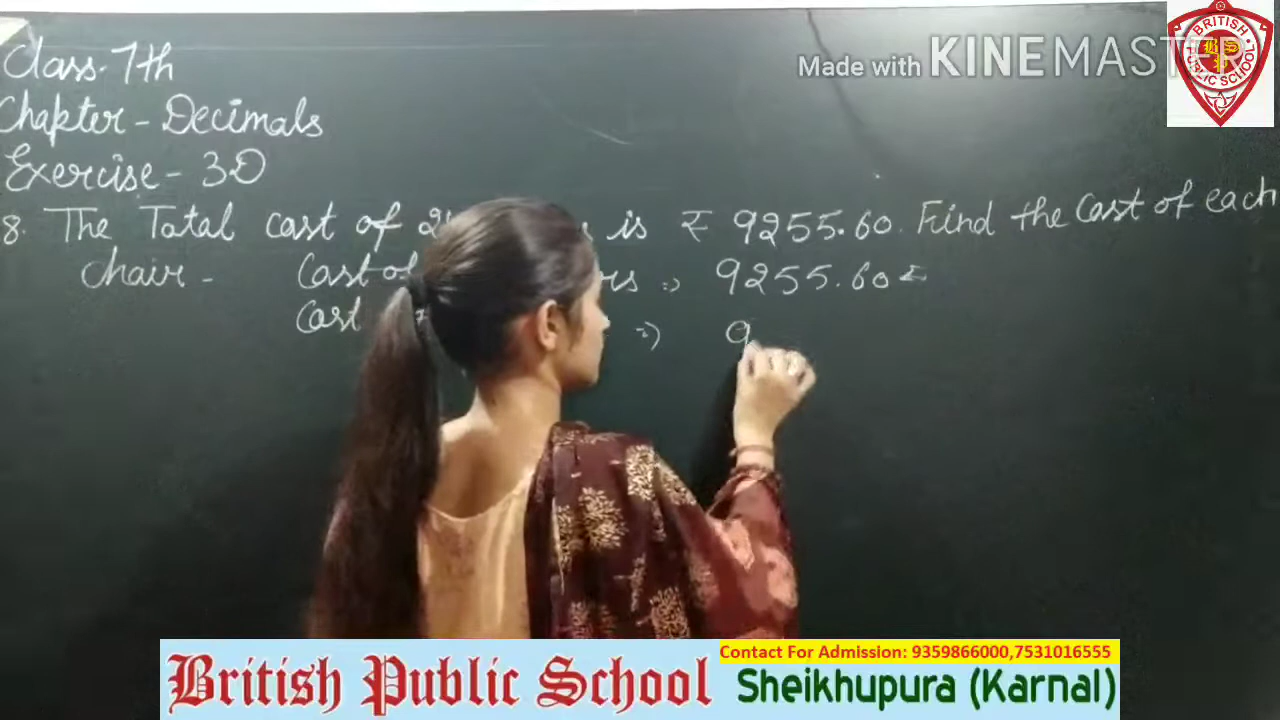 Class-7th
Chapter - Decimals
Exercise - 3D
8. The Total cost of is ₹ 9255.60. Find the Cost of each
chair - Cost of :⇒ 9255.60 ₹
Cost 9
Made with KINEMASTER
BRITISH PUBLIC SCHOOL
BPS
British Public School
Contact For Admission: 9359866000,7531016555
Sheikhupura (Karnal)